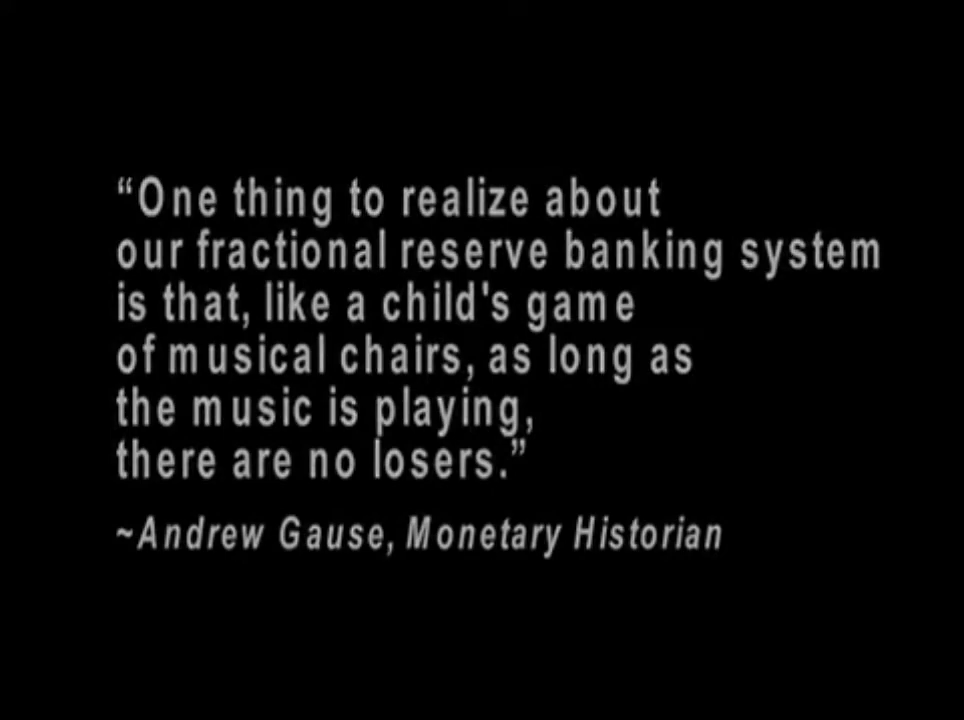 “One thing to realize about
our fractional reserve banking system
is that, like a child's game
of musical chairs, as long as
the music is playing,
there are no losers.”
~Andrew Gause, Monetary Historian